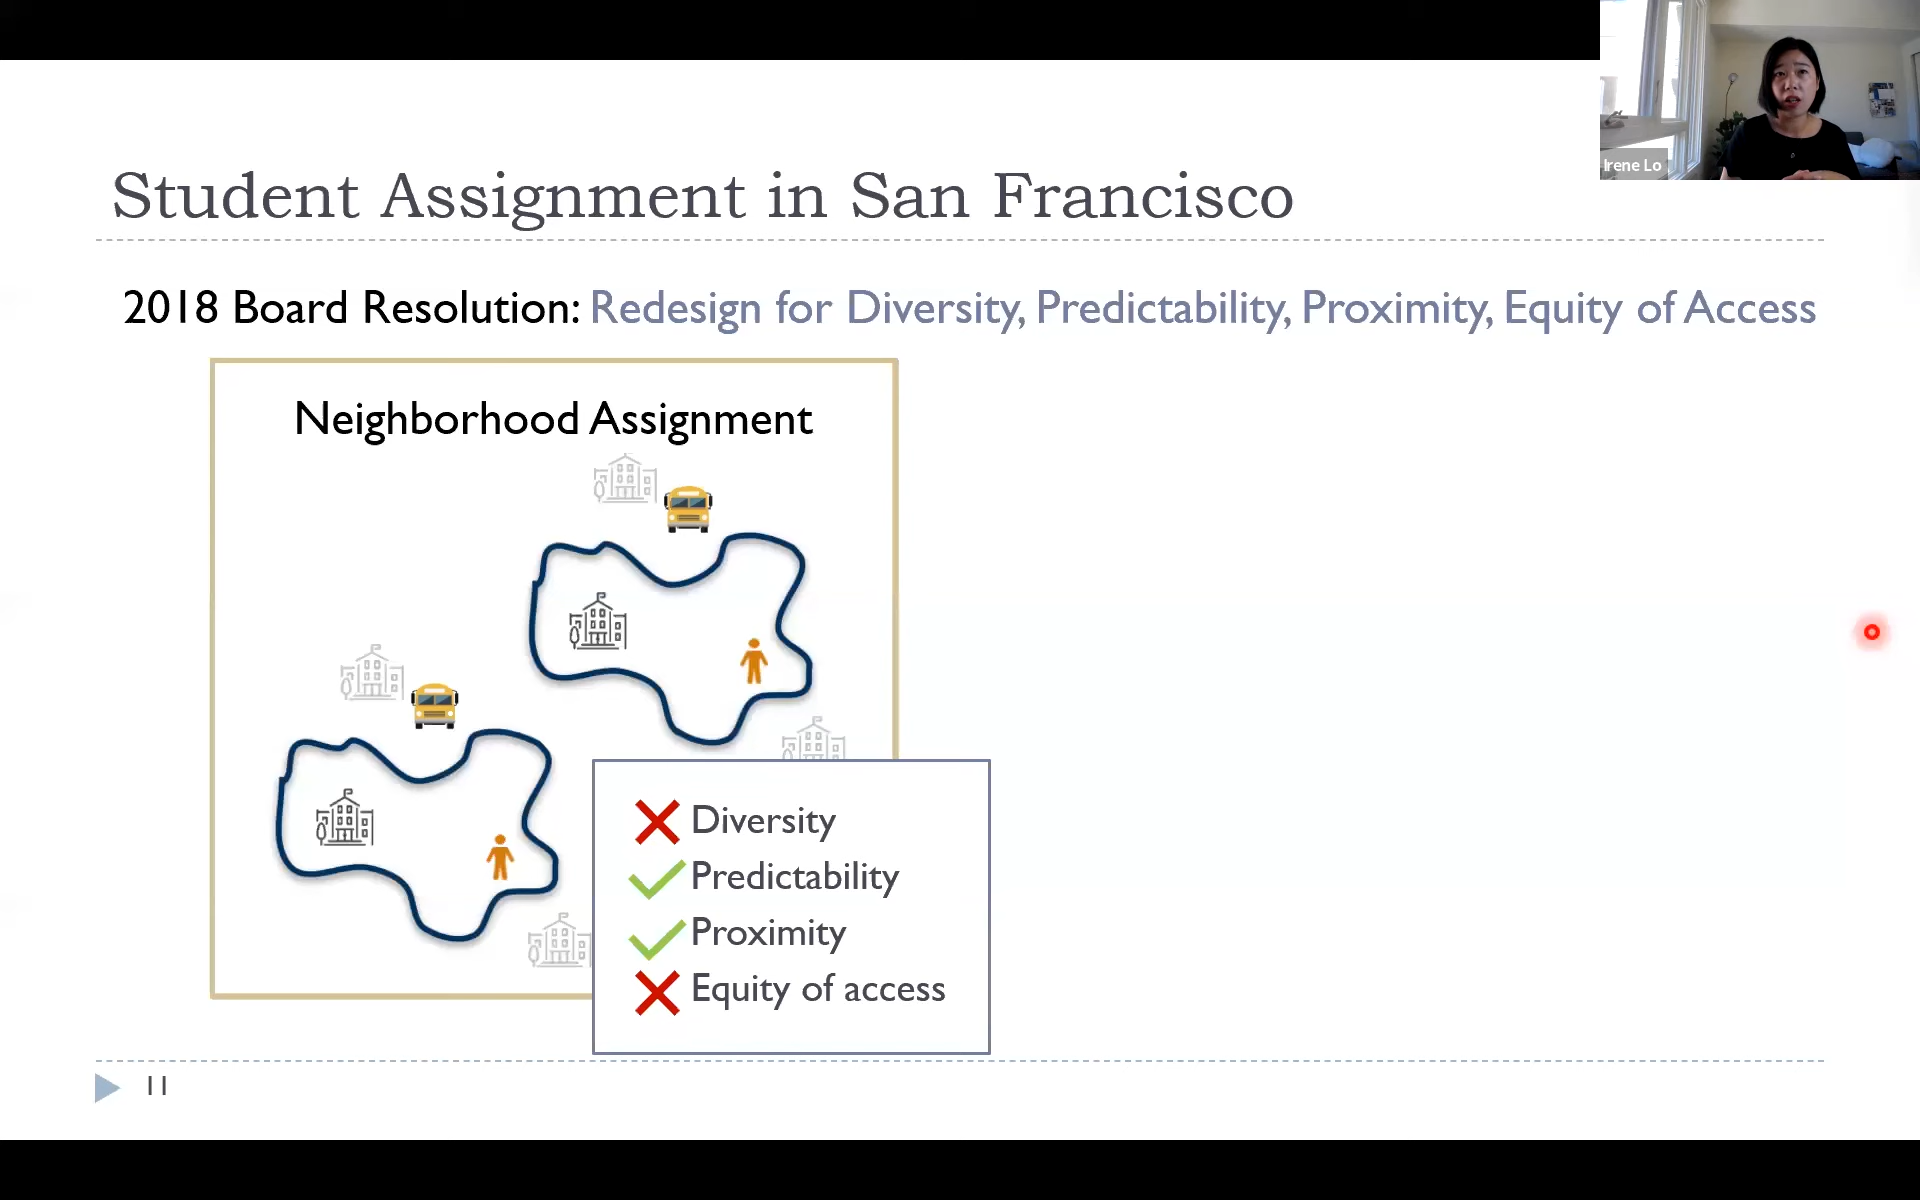 Irene Lo
Student Assignment in San Francisco
2018 Board Resolution: Redesign for Diversity, Predictability, Proximity, Equity of Access
Neighborhood Assignment
Diversity
Predictability
Proximity
Equity of access
11